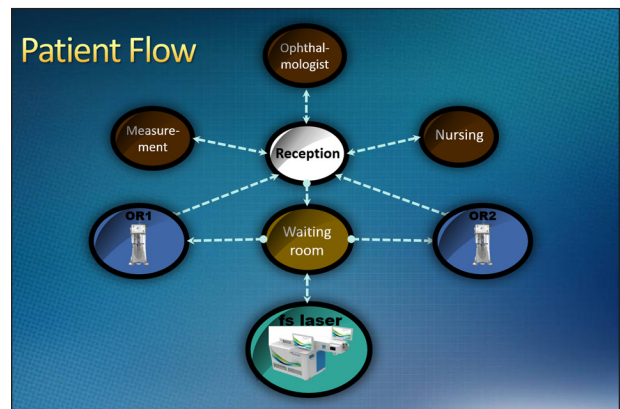 Patient Flow
Ophthal-
mologist
Measure-
ment
Reception
Nursing
OR1
Waiting
room
OR2
fs laser